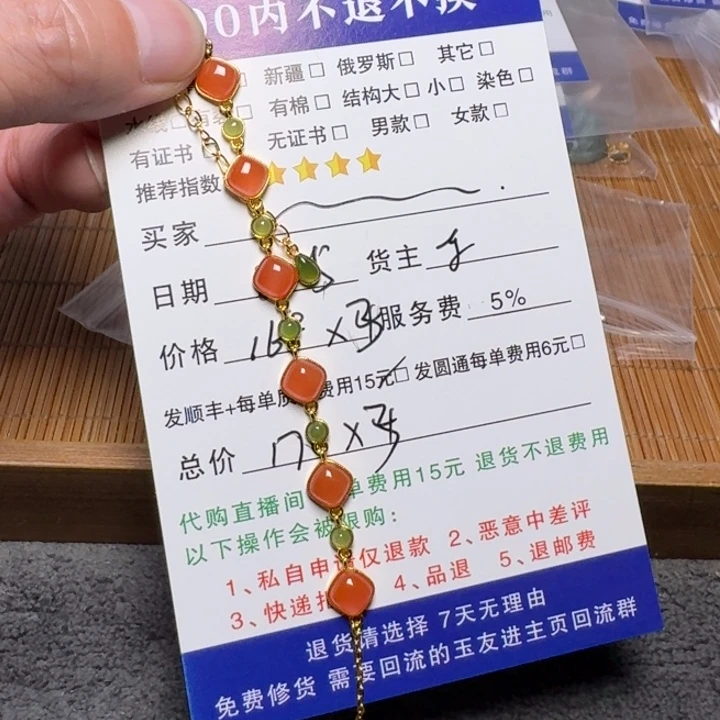 00内不退不换
新疆□ 俄罗斯□ 其它□
有棉□ 结构大□ 小□ 染色□
有证书 无证书□ 男款□ 女款□
推荐指数
买家
日期 货主
价格 服务费 5%
发顺丰+每单 费用15元□ 发圆通每单费用6元□
总价
代购直播间 单费用15元 退货不退费用
以下操作会被限购：
1、私自申请仅退款 2、恶意中差评
3、快递拒 4、品退 5、退邮费
退货请选择 7天无理由
免费修货 需要回流的玉友进主页回流群